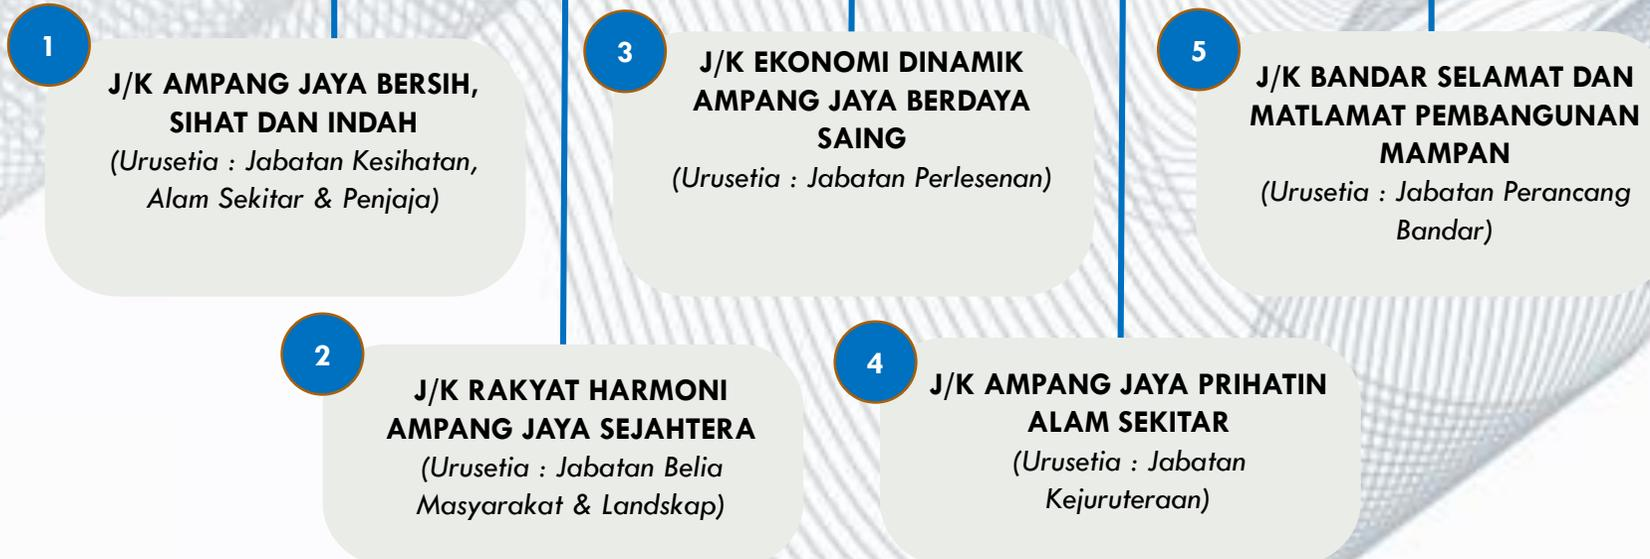 1
J/K AMPANG JAYA BERSIH,
SIHAT DAN INDAH
(Urusetia : Jabatan Kesihatan,
Alam Sekitar & Penjaja)
2
J/K RAKYAT HARMONI
AMPANG JAYA SEJAHTERA
(Urusetia : Jabatan Belia
Masyarakat & Landskap)
3
J/K EKONOMI DINAMIK
AMPANG JAYA BERDAYA
SAING
(Urusetia : Jabatan Perlesenan)
4
J/K AMPANG JAYA PRIHATIN
ALAM SEKITAR
(Urusetia : Jabatan
Kejuruteraan)
5
J/K BANDAR SELAMAT DAN
MATLAMAT PEMBANGUNAN
MAMPAN
(Urusetia : Jabatan Perancang
Bandar)